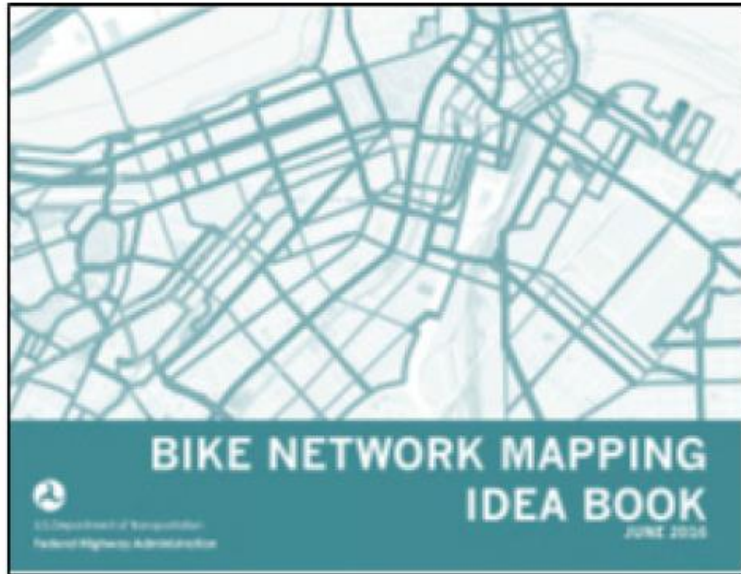 BIKE NETWORK MAPPING
IDEA BOOK
JUNE 2016
U.S. Department of Transportation
Federal Highway Administration